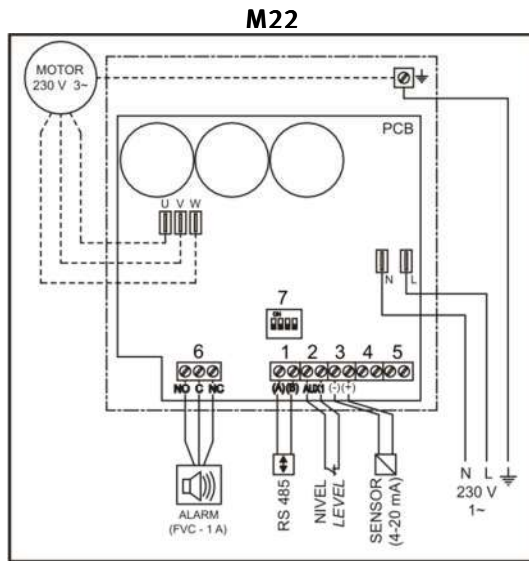 M22
MOTOR
230 V 3~
PCB
U V W
N L
7
ON
6
1 2 3 4 5
NO C NC
(A) (B) AUX1 (-) (+)
ALARM
(FVC - 1 A)
RS 485
NIVEL
LEVEL
SENSOR
(4-20 mA)
N L
230 V
1~